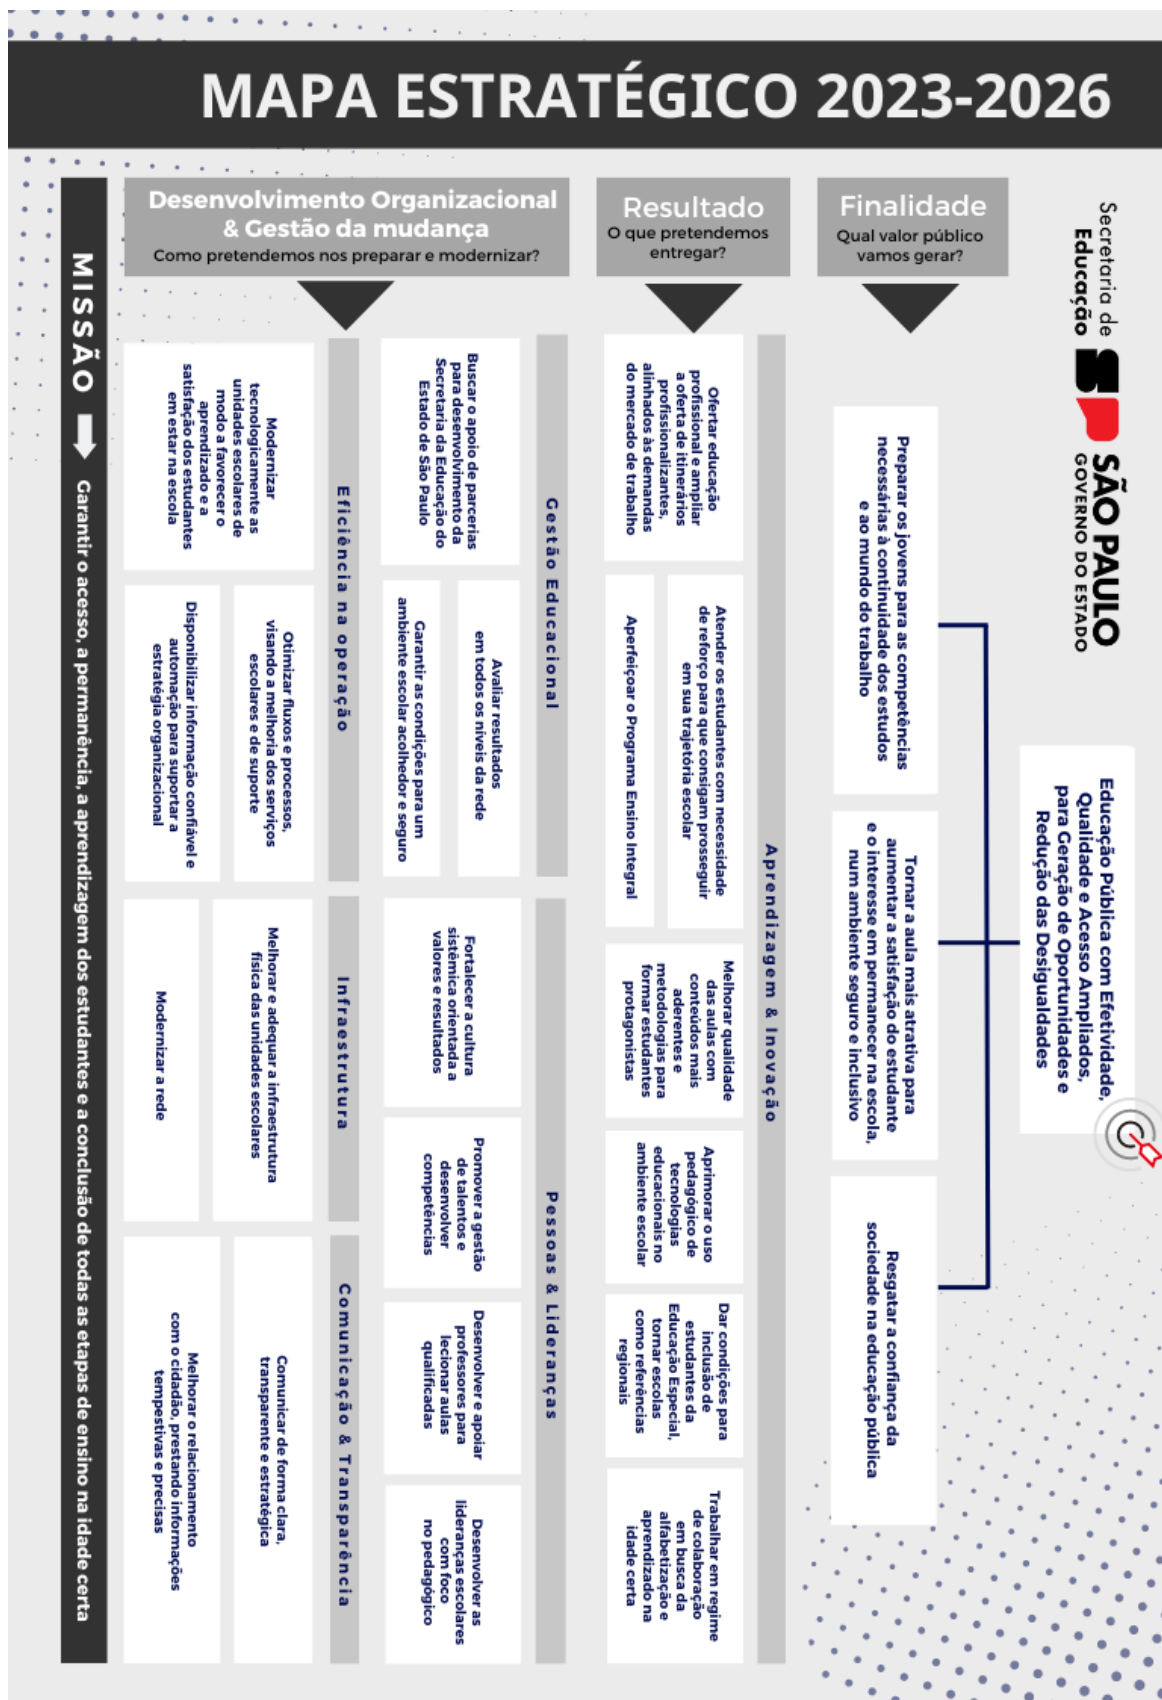 MAPA ESTRATÉGICO 2023-2026
Secretaria de
Educação
SP
SÃO PAULO
GOVERNO DO ESTADO
Educação Pública com Efetividade,
Qualidade e Acesso Ampliados,
para Geração de Oportunidades e
Redução das Desigualdades
Finalidade
Qual valor público
vamos gerar?
Preparar os jovens para as competências
necessárias à continuidade dos estudos
e ao mundo do trabalho
Tornar a aula mais atrativa para
aumentar a satisfação do estudante
e o interesse em permanecer na escola,
num ambiente seguro e inclusivo
Resgatar a confiança da
sociedade na educação pública
Resultado
O que pretendemos
entregar?
Aprendizagem & Inovação
Ofertar educação
profissional e ampliar
a oferta de itinerários
profissionalizantes,
alinhados às demandas
do mercado de trabalho
Atender os estudantes com necessidade
de reforço para que consigam prosseguir
em sua trajetória escolar
Aperfeiçoar o Programa Ensino Integral
Melhorar qualidade
das aulas com
conteúdos mais
aderentes e
metodologias para
formar estudantes
protagonistas
Aprimorar o uso
pedagógico de
tecnologias
educacionais no
ambiente escolar
Dar condições para
inclusão de
estudantes da
Educação Especial,
tornar escolas
como referências
regionais
Trabalhar em regime
de colaboração
em busca da
alfabetização e
aprendizado na
idade certa
Desenvolvimento Organizacional
& Gestão da mudança
Como pretendemos nos preparar e modernizar?
Gestão Educacional
Buscar o apoio de parcerias
para desenvolvimento da
Secretaria da Educação do
Estado de São Paulo
Avaliar resultados
em todos os níveis da rede
Garantir as condições para um
ambiente escolar acolhedor e seguro
Pessoas & Lideranças
Fortalecer a cultura
sistêmica orientada a
valores e resultados
Promover a gestão
de talentos e
desenvolver
competências
Desenvolver e apoiar
professores para
lecionar aulas
qualificadas
Desenvolver as
lideranças escolares
com foco
no pedagógico
Eficiência na operação
Modernizar
tecnologicamente as
unidades escolares de
modo a favorecer o
aprendizado e a
satisfação dos estudantes
em estar na escola
Otimizar fluxos e processos,
visando a melhoria dos serviços
escolares e de suporte
Disponibilizar informação confiável e
automação para suportar a
estratégia organizacional
Infraestrutura
Melhorar e adequar a infraestrutura
física das unidades escolares
Modernizar a rede
Comunicação & Transparência
Comunicar de forma clara,
transparente e estratégica
Melhorar o relacionamento
com o cidadão, prestando informações
tempestivas e precisas
MISSÃO
Garantir o acesso, a permanência, a aprendizagem dos estudantes e a conclusão de todas as etapas de ensino na idade certa